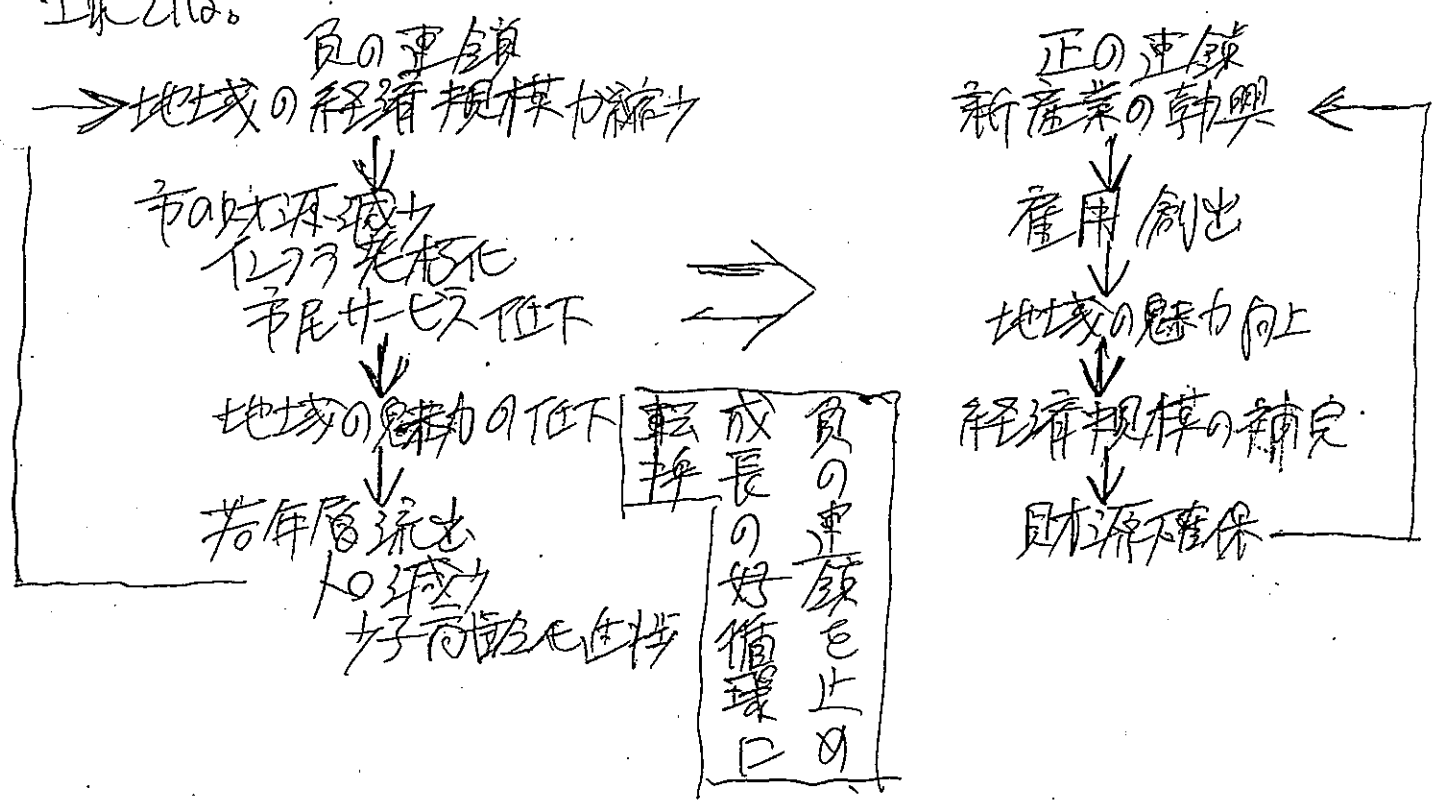 負の連鎖
地域の経済規模が縮少
市の財源減少
インフラ老朽化
市民サービス低下
地域の魅力の低下
若年層流出
人口減少
少子高齢化進捗
負の連鎖を止め
成長の好循環に
転換
正の連鎖
新産業の勃興
雇用創出
地域の魅力向上
経済規模の補完
財源確保